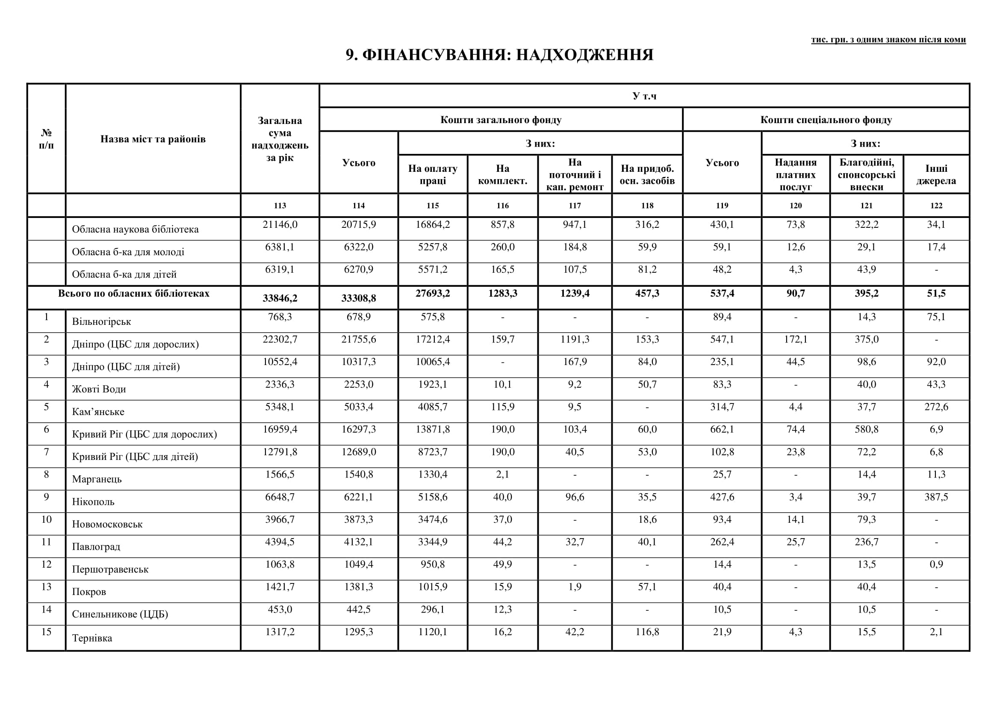 тис. грн. з одним знаком після коми
9. ФІНАНСУВАННЯ: НАДХОДЖЕННЯ
№ п/п Назва міст та районів Загальна сума надходжень за рік У т.ч
Кошти загального фонду Кошти спеціального фонду
Усього З них: Усього З них:
На оплату праці На комплект. На поточний і кап. ремонт На придоб. осн. засобів Надання платних послуг Благодійні, спонсорські внески Інші джерела
113 114 115 116 117 118 119 120 121 122
Обласна наукова бібліотека 21146,0 20715,9 16864,2 857,8 947,1 316,2 430,1 73,8 322,2 34,1
Обласна б-ка для молоді 6381,1 6322,0 5257,8 260,0 184,8 59,9 59,1 12,6 29,1 17,4
Обласна б-ка для дітей 6319,1 6270,9 5571,2 165,5 107,5 81,2 48,2 4,3 43,9 -
Всього по обласних бібліотеках 33846,2 33308,8 27693,2 1283,3 1239,4 457,3 537,4 90,7 395,2 51,5
1 Вільногірськ 768,3 678,9 575,8 - - - 89,4 - 14,3 75,1
2 Дніпро (ЦБС для дорослих) 22302,7 21755,6 17212,4 159,7 1191,3 153,3 547,1 172,1 375,0 -
3 Дніпро (ЦБС для дітей) 10552,4 10317,3 10065,4 - 167,9 84,0 235,1 44,5 98,6 92,0
4 Жовті Води 2336,3 2253,0 1923,1 10,1 9,2 50,7 83,3 - 40,0 43,3
5 Кам’янське 5348,1 5033,4 4085,7 115,9 9,5 - 314,7 4,4 37,7 272,6
6 Кривий Ріг (ЦБС для дорослих) 16959,4 16297,3 13871,8 190,0 103,4 60,0 662,1 74,4 580,8 6,9
7 Кривий Ріг (ЦБС для дітей) 12791,8 12689,0 8723,7 190,0 40,5 53,0 102,8 23,8 72,2 6,8
8 Марганець 1566,5 1540,8 1330,4 2,1 - - 25,7 - 14,4 11,3
9 Нікополь 6648,7 6221,1 5158,6 40,0 96,6 35,5 427,6 3,4 39,7 387,5
10 Новомосковськ 3966,7 3873,3 3474,6 37,0 - 18,6 93,4 14,1 79,3 -
11 Павлоград 4394,5 4132,1 3344,9 44,2 32,7 40,1 262,4 25,7 236,7 -
12 Першотравенськ 1063,8 1049,4 950,8 49,9 - - 14,4 - 13,5 0,9
13 Покров 1421,7 1381,3 1015,9 15,9 1,9 57,1 40,4 - 40,4 -
14 Синельникове (ЦДБ) 453,0 442,5 296,1 12,3 - - 10,5 - 10,5 -
15 Тернівка 1317,2 1295,3 1120,1 16,2 42,2 116,8 21,9 4,3 15,5 2,1